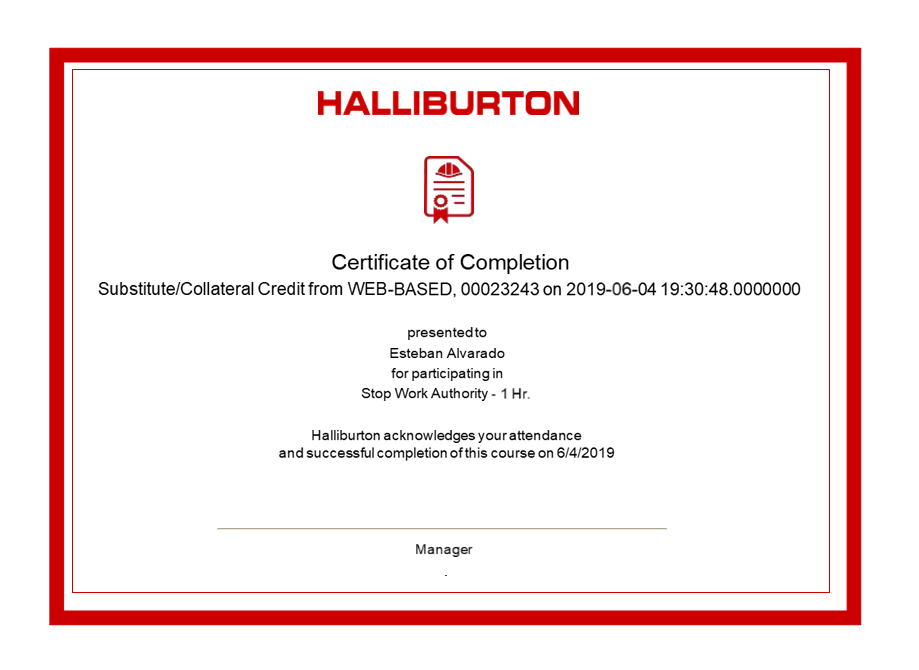 HALLIBURTON
Certificate of Completion
Substitute/Collateral Credit from WEB-BASED, 00023243 on 2019-06-04 19:30:48.0000000
presented to
Esteban Alvarado
for participating in
Stop Work Authority - 1 Hr.
Halliburton acknowledges your attendance
and successful completion of this course on 6/4/2019
Manager
.